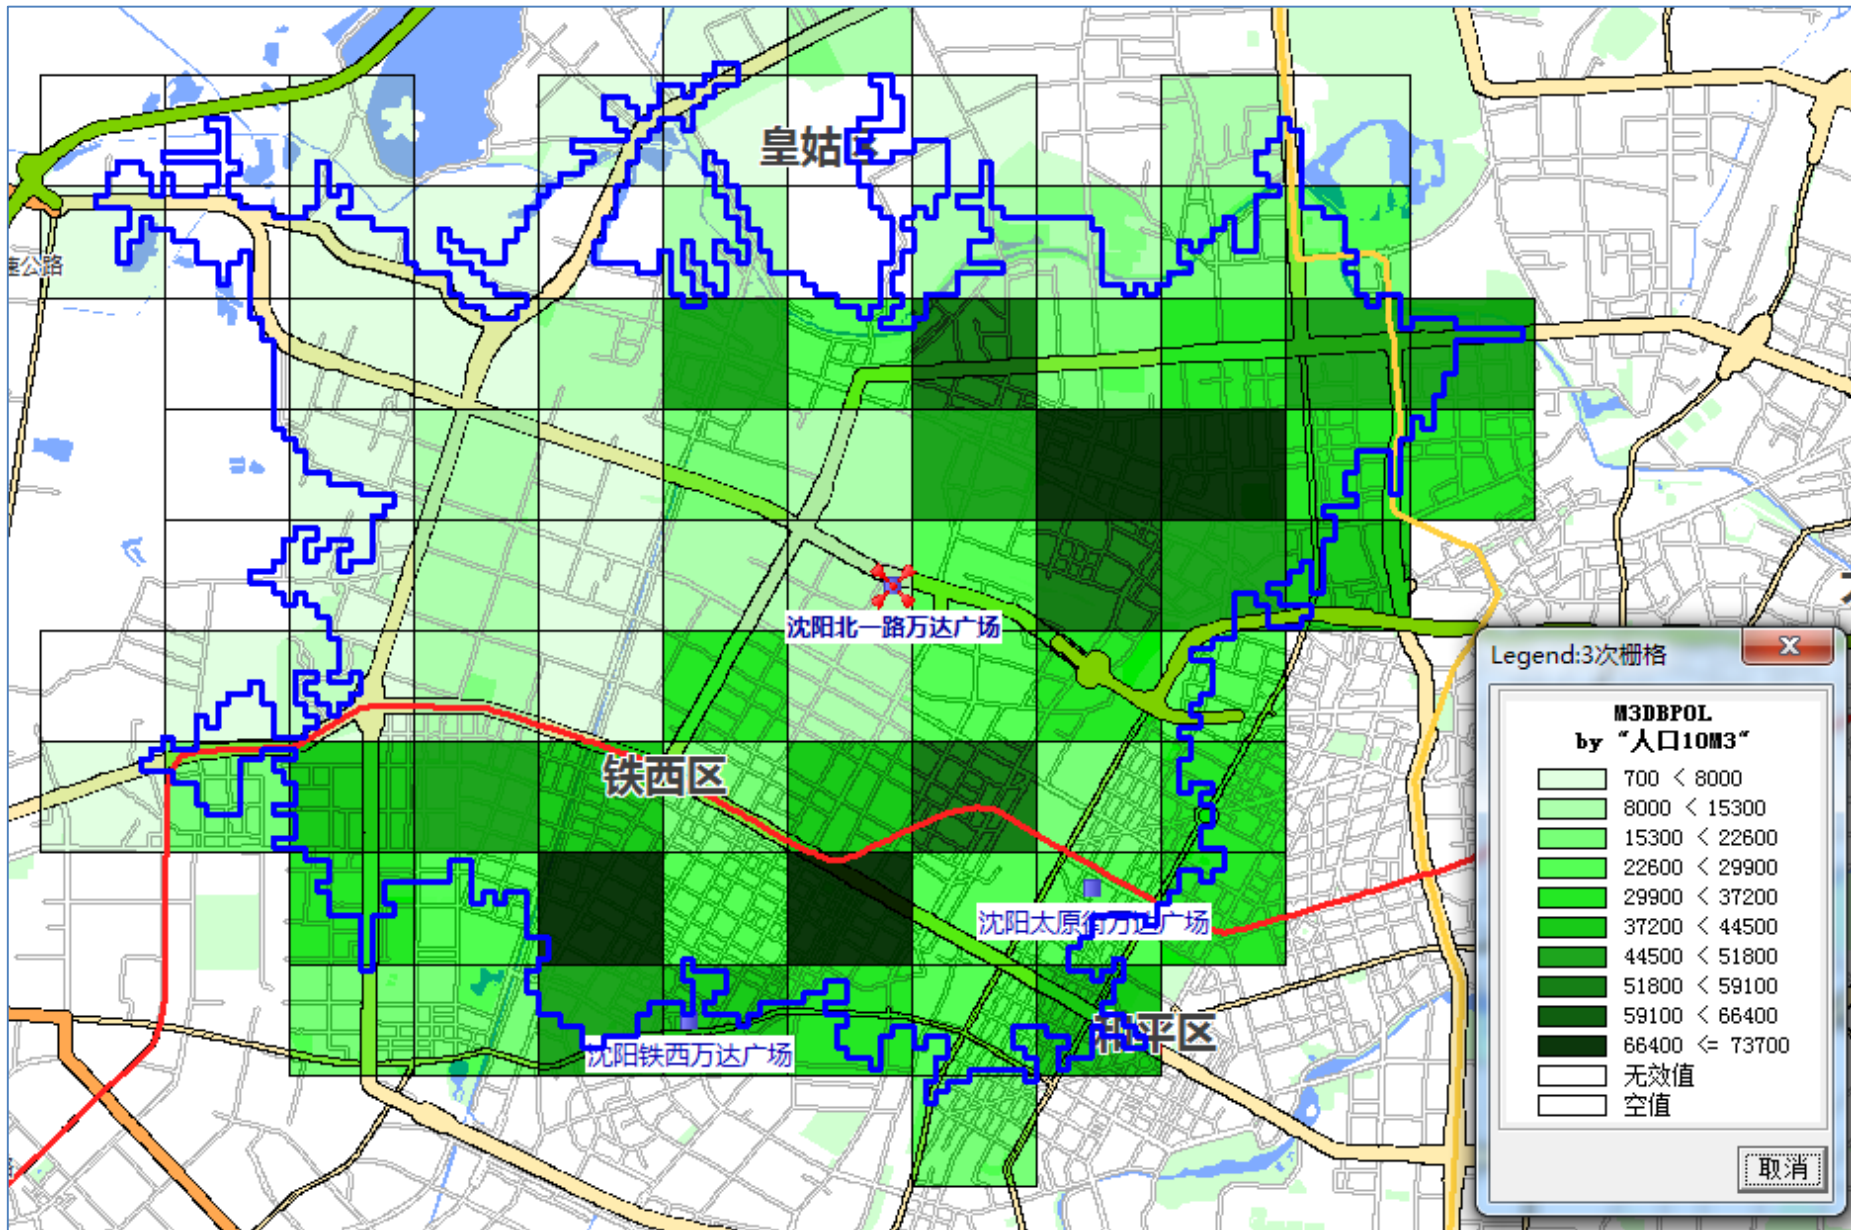 皇姑区
速公路
沈阳北一路万达广场
铁西区
沈阳太原街万达广场
和平区
沈阳铁西万达广场
Legend:3次栅格
M3DBPOL
by "人口10M3"
700 < 8000
8000 < 15300
15300 < 22600
22600 < 29900
29900 < 37200
37200 < 44500
44500 < 51800
51800 < 59100
59100 < 66400
66400 <= 73700
无效值
空值
取消